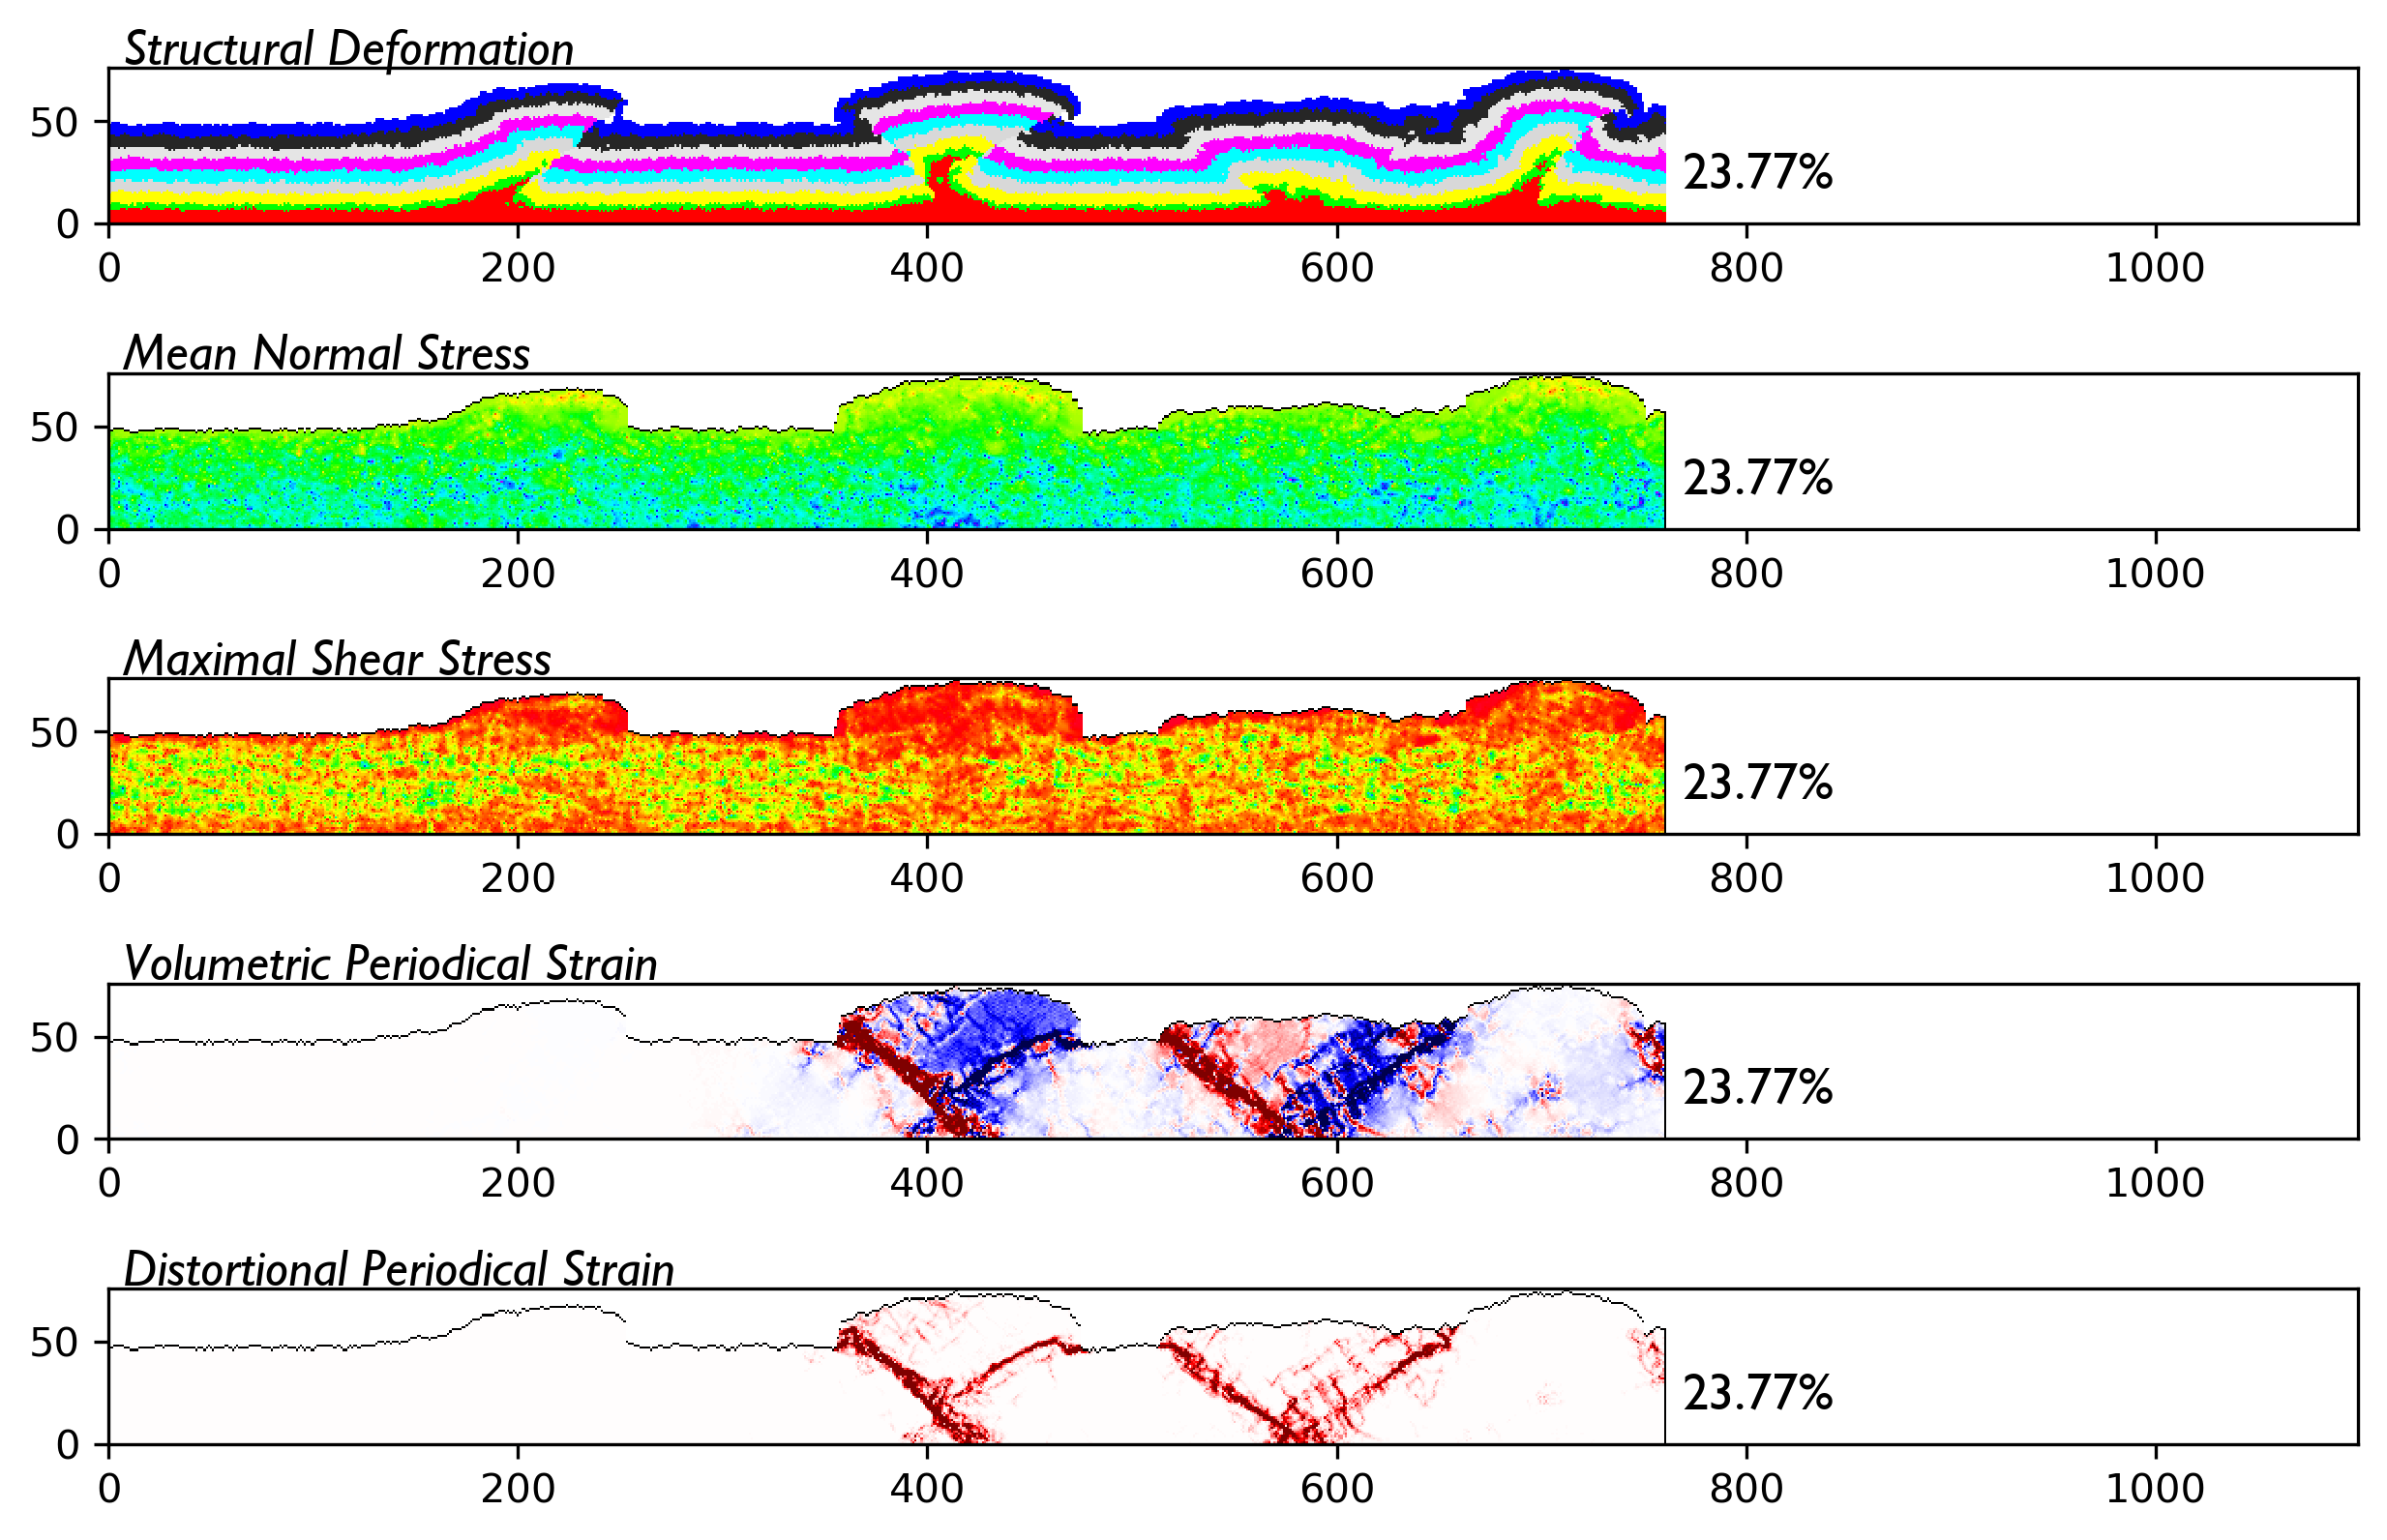 Structural Deformation
50
0
23.77%
0 200 400 600 800 1000
Mean Normal Stress
50
0
23.77%
0 200 400 600 800 1000
Maximal Shear Stress
50
0
23.77%
0 200 400 600 800 1000
Volumetric Periodical Strain
50
0
23.77%
0 200 400 600 800 1000
Distortional Periodical Strain
50
0
23.77%
0 200 400 600 800 1000